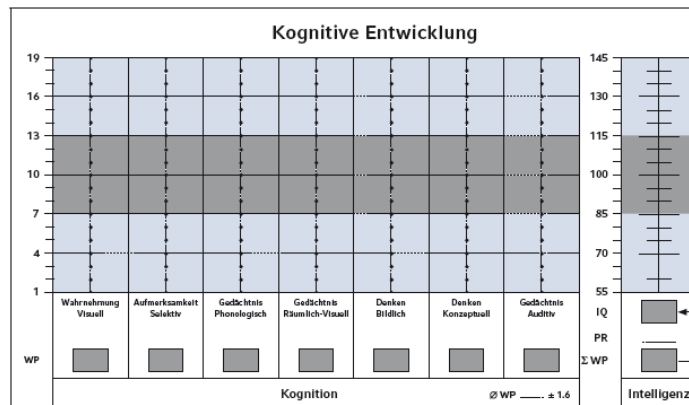 Kognitive Entwicklung
19 145
16 130
13 115
10 100
7 85
4 70
1 55
Wahrnehmung Visuell
Aufmerksamkeit Selektiv
Gedächtnis Phonologisch
Gedächtnis Räumlich-Visuell
Denken Bildlich
Denken Konzeptuell
Gedächtnis Auditiv
IQ
PR
WP Σ WP
Kognition Ø WP ___ ± 1.6 Intelligenz